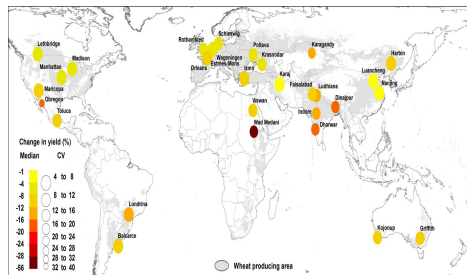 Lethbridge
Madison
Manhattan
Maricopa
Obregon
Toluca
Londrina
Balcarce
Rothamsted
Schleswig
Wageningen
Estrees-Mons
Orleans
Poltava
Krasnodar
Izmir
Karagandy
Karaj
Faisalabad
Ludhiana
Dinajpur
Indore
Dharwar
Aswan
Wad Medani
Harbin
Luancheng
Nanjing
Kojonup
Griffith
Change in yield (%)
Median CV
-1 4 to 8
-4 8 to 12
-8 12 to 16
-12 16 to 20
-16 20 to 24
-20 24 to 28
-28 28 to 32
-56 32 to 40
Wheat producing area